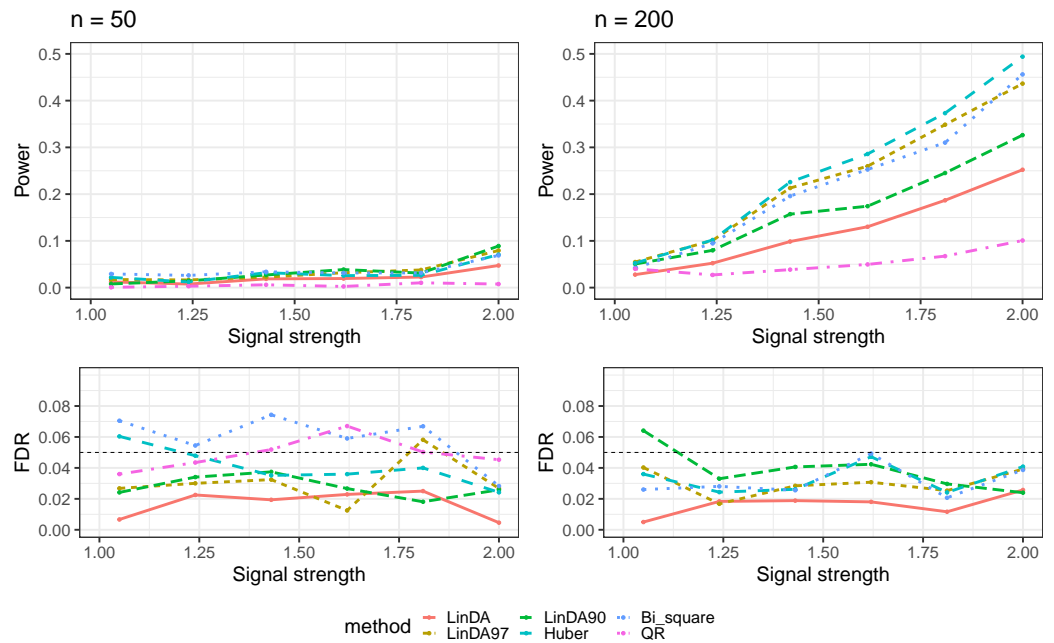 n = 50
n = 200
0.5
0.4
0.3
0.2
0.1
0.0
Power
1.00 1.25 1.50 1.75 2.00
Signal strength
0.5
0.4
0.3
0.2
0.1
0.0
Power
1.00 1.25 1.50 1.75 2.00
Signal strength
0.08
0.06
0.04
0.02
0.00
FDR
1.00 1.25 1.50 1.75 2.00
Signal strength
0.08
0.06
0.04
0.02
0.00
FDR
1.00 1.25 1.50 1.75 2.00
Signal strength
method
LinDA LinDA90 Bi_square
LinDA97 Huber QR